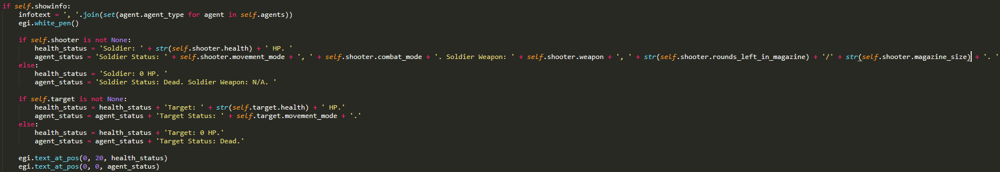 if self.showinfo:
    infotext = ', '.join(set(agent.agent_type for agent in self.agents))
    egi.white_pen()

    if self.shooter is not None:
        health_status = 'Soldier: ' + str(self.shooter.health) + ' HP. '
        agent_status = 'Soldier Status: ' + self.shooter.movement_mode + ', ' + self.shooter.combat_mode + '. Soldier Weapon: ' + self.shooter.weapon + ', ' + str(self.shooter.rounds_left_in_magazine) + '/' + str(self.shooter.magazine_size) + '. '
    else:
        health_status = 'Soldier: 0 HP. '
        agent_status = 'Soldier Status: Dead. Soldier Weapon: N/A. '

    if self.target is not None:
        health_status = health_status + 'Target: ' + str(self.target.health) + ' HP.'
        agent_status = agent_status + 'Target Status: ' + self.target.movement_mode + '.'
    else:
        health_status = health_status + 'Target: 0 HP.'
        agent_status = agent_status + 'Target Status: Dead.'

    egi.text_at_pos(0, 20, health_status)
    egi.text_at_pos(0, 0, agent_status)